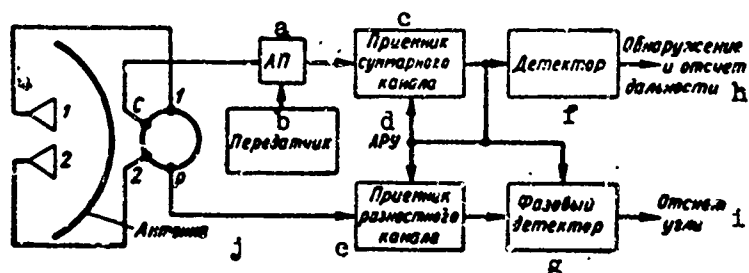 a
АП
b
Передатчик
c
Приемник
суммарного
канала
d
АРУ
Приемник
разностного
канала
e
Детектор
f
Фазовый
детектор
g
Обнаружение
и отсчет
дальности
h
Отсчет
угла
i
1
2
C
1
2
P
Антенна
j